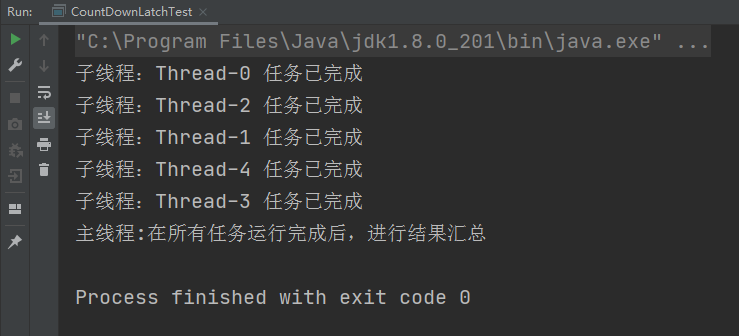 Run: CountDownLatchTest
"C:\Program Files\Java\jdk1.8.0_201\bin\java.exe" ...
子线程：Thread-0 任务已完成
子线程：Thread-2 任务已完成
子线程：Thread-1 任务已完成
子线程：Thread-4 任务已完成
子线程：Thread-3 任务已完成
主线程:在所有任务运行完成后，进行结果汇总
Process finished with exit code 0